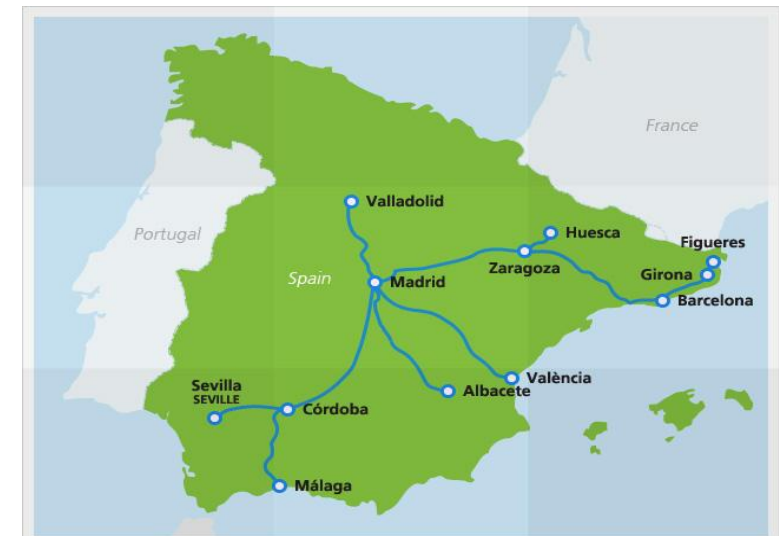 France
Valladolid
Huesca
Figueres
Portugal
Zaragoza
Girona
Spain
Madrid
Barcelona
València
Sevilla
SEVILLE
Albacete
Córdoba
Málaga